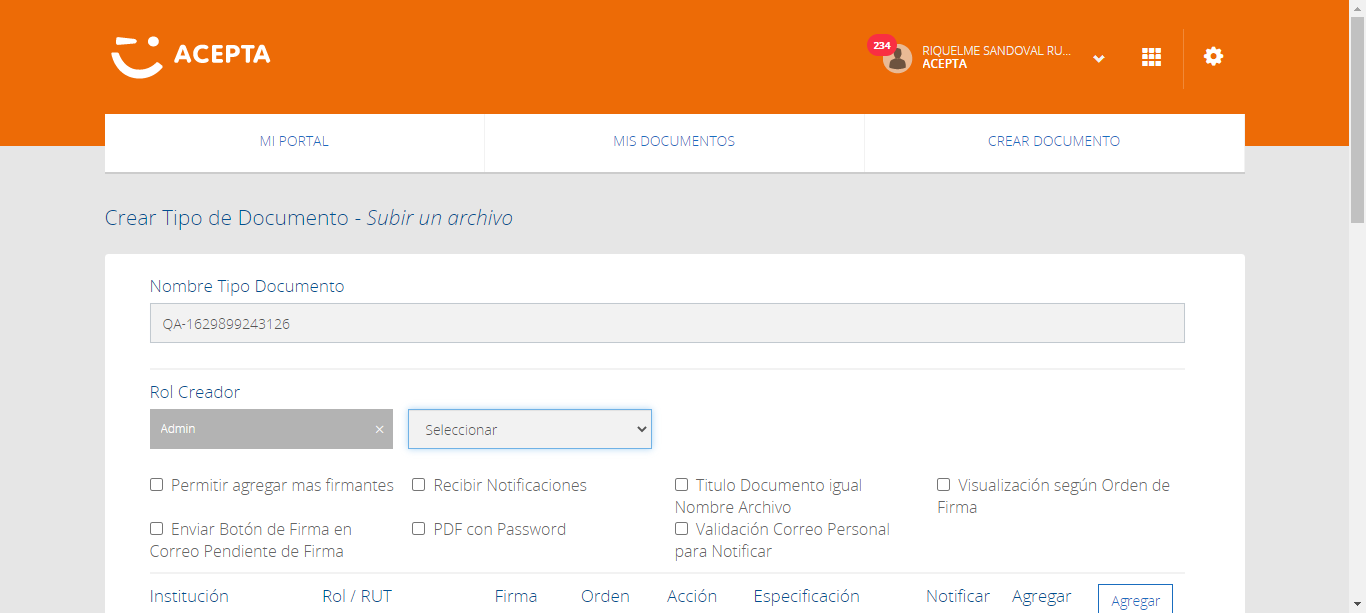 ACEPTA
234
RIQUELME SANDOVAL RU...
ACEPTA
MI PORTAL
MIS DOCUMENTOS
CREAR DOCUMENTO
Crear Tipo de Documento - Subir un archivo
Nombre Tipo Documento
QA-1629899243126
Rol Creador
Admin ×
Seleccionar
Permitir agregar mas firmantes
Recibir Notificaciones
Titulo Documento igual
Nombre Archivo
Visualización según Orden de
Firma
Enviar Botón de Firma en
Correo Pendiente de Firma
PDF con Password
Validación Correo Personal
para Notificar
Institución Rol / RUT Firma Orden Acción Especificación Notificar Agregar Agregar